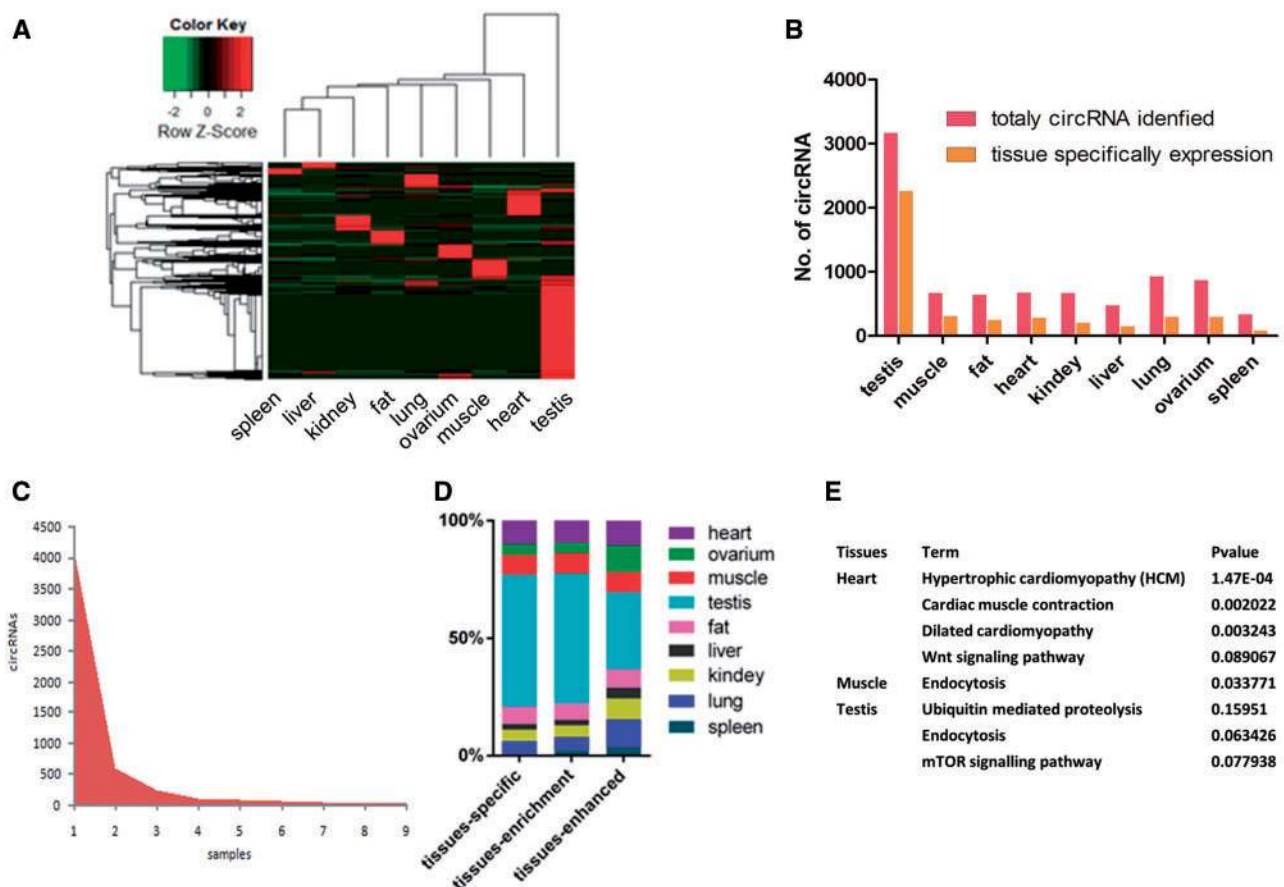 A
Color Key
-2 0 2
Row Z-Score
spleen
liver
kidney
fat
lung
ovarium
muscle
heart
testis
B
4000
3000
2000
1000
0
No. of circRNA
totaly circRNA idenfied
tissue specifically expression
testis
muscle
fat
heart
kindey
liver
lung
ovarium
spleen
C
4500
4000
3500
3000
2500
2000
1500
1000
500
0
circRNAs
1 2 3 4 5 6 7 8 9
samples
D
100%
50%
0%
tissues-specific
tissues-enrichment
tissues-enhanced
heart
ovarium
muscle
testis
fat
liver
kindey
lung
spleen
E
Tissues Term Pvalue
Heart Hypertrophic cardiomyopathy (HCM) 1.47E-04
Cardiac muscle contraction 0.002022
Dilated cardiomyopathy 0.003243
Wnt signaling pathway 0.089067
Muscle Endocytosis 0.033771
Testis Ubiquitin mediated proteolysis 0.15951
Endocytosis 0.063426
mTOR signalling pathway 0.077938